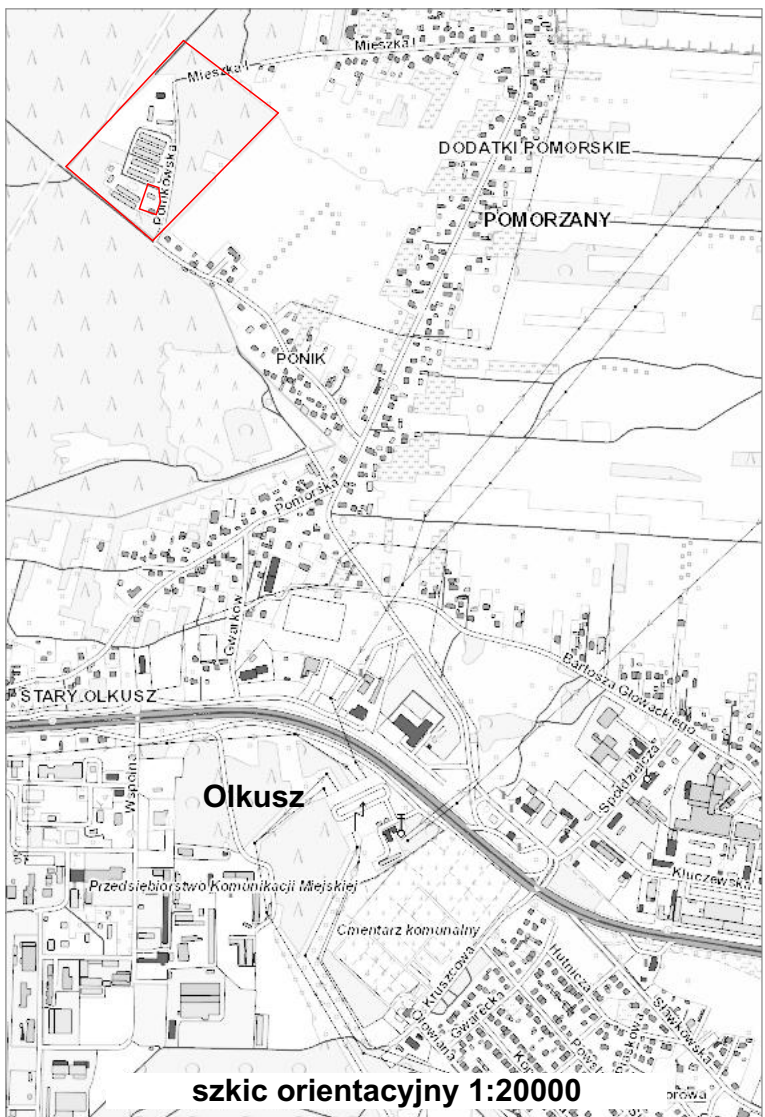 Mieszka I
Mieszka I
DODATKI POMORSKIE
POMORZANY
Ponikowska
PONIK
Pomorska
Gwarków
Bartosza Głowackiego
STARY OLKUSZ
Wspólna
Spółdzielcza
Olkusz
Kluczewska
Przedsiębiorstwo Komunikacji Miejskiej
Cmentarz komunalny
Kruszcowa
Hutnicza
Ołowiana
Gwarecka
Sławkowska
szkic orientacyjny 1:20000